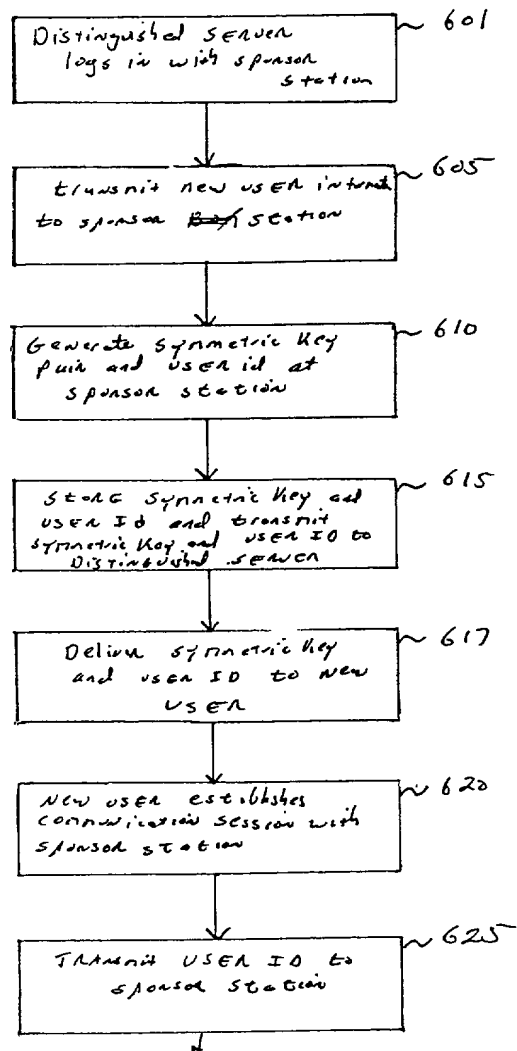 Distinguished SERVER
601
logs in with sponsor
station
transmit new USER
605
to sponsor station
Generate symmetric key
610
pair and USER id at
sponsor station
STORE symmetric key and
615
USER Id and transmit
symmetric key and USER ID to
DISTINGUISHED SERVER
Deliver symmetric key
617
and USER ID to NEW
USER
NEW USER establishes
620
communication session with
sponsor station
TRANSMIT USER ID to
625
sponsor station